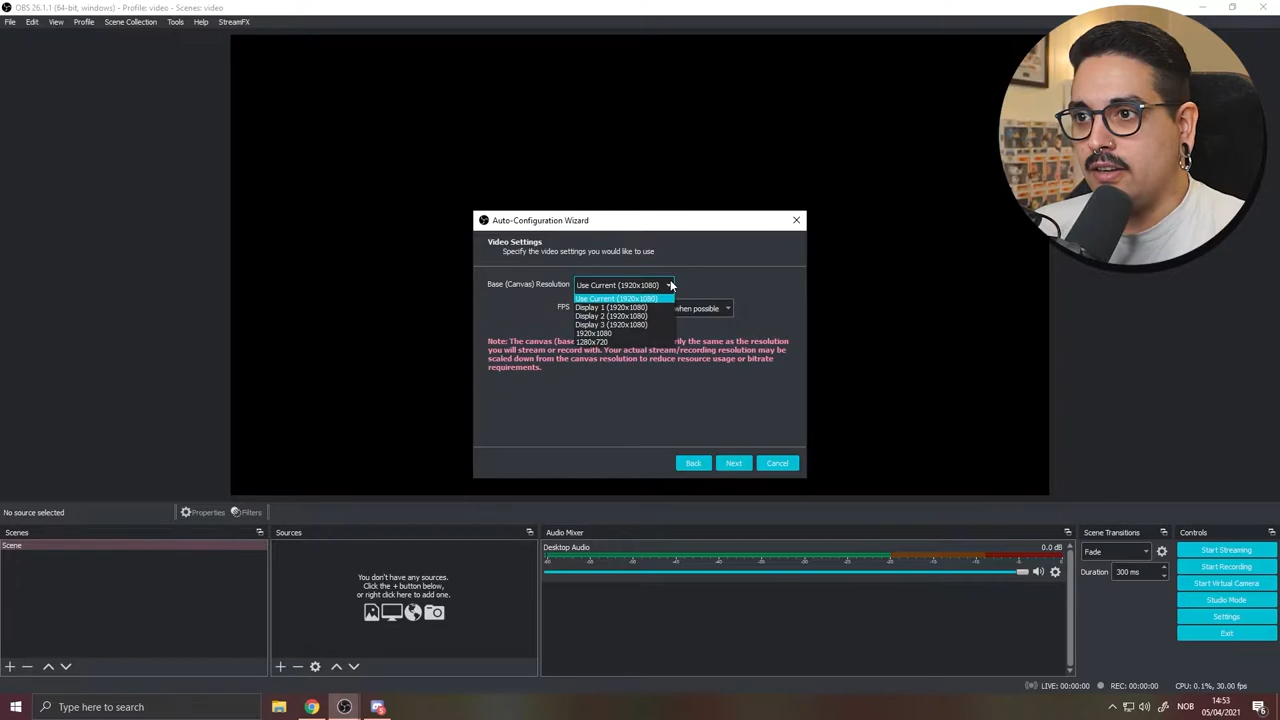 OBS 26.1.1 (64-bit, windows) - Profile: video - Scenes: video
File Edit View Profile Scene Collection Tools Help StreamFX
Auto-Configuration Wizard
Video Settings
Specify the video settings you would like to use
Base (Canvas) Resolution Use Current (1920x1080)
Use Current (1920x1080)
Display 1 (1920x1080)
FPS when possible
Display 2 (1920x1080)
Display 3 (1920x1080)
1920x1080
1280x720
Note: The canvas (base rily the same as the resolution
you will stream or record with. Your actual stream/recording resolution may be
scaled down from the canvas resolution to reduce resource usage or bitrate
requirements.
Back Next Cancel
No source selected Properties Filters
Scenes Sources Audio Mixer Scene Transitions Controls
Scene
You don't have any sources.
Click the + button below,
or right click here to add one.
Desktop Audio 0.0 dB
Fade
Duration 300 ms
Start Streaming
Start Recording
Start Virtual Camera
Studio Mode
Settings
Exit
LIVE: 00:00:00 REC: 00:00:00 CPU: 0.1%, 30.00 fps
Type here to search
NOB
14:53
05/04/2021
6